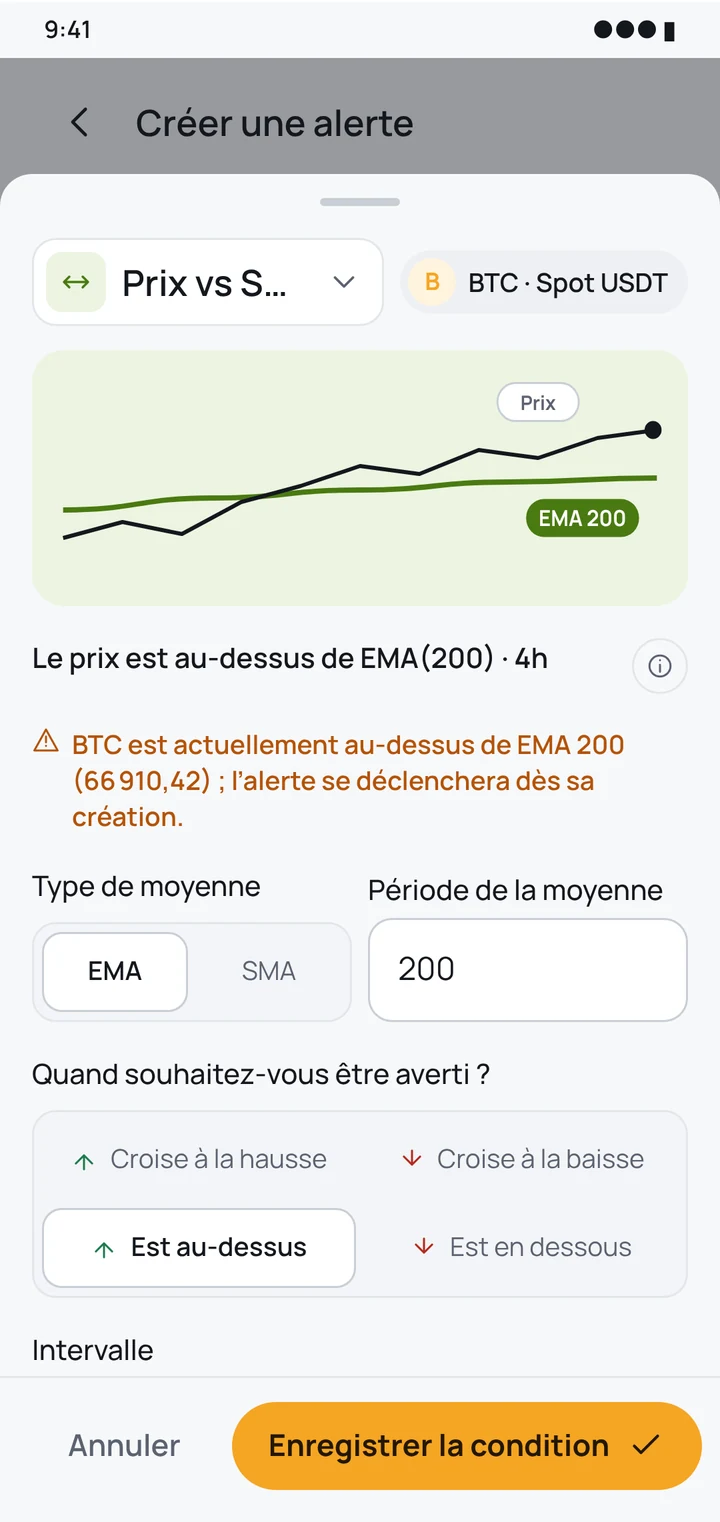 9:41
Créer une alerte
Prix vs S…
B BTC · Spot USDT
Prix
EMA 200
Le prix est au-dessus de EMA(200) · 4h
BTC est actuellement au-dessus de EMA 200
(66 910,42) ; l’alerte se déclenchera dès sa
création.
Type de moyenne
Période de la moyenne
EMA
SMA
200
Quand souhaitez-vous être averti ?
Croise à la hausse
Croise à la baisse
Est au-dessus
Est en dessous
Intervalle
Annuler
Enregistrer la condition